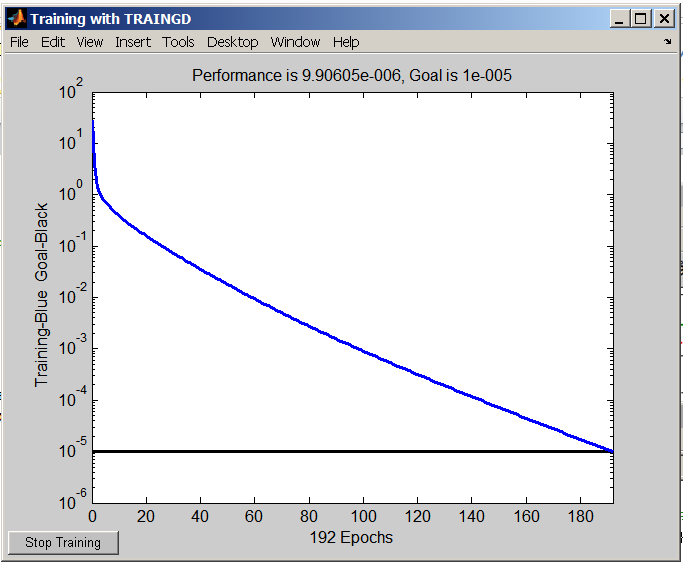 Training with TRAINGD
File Edit View Insert Tools Desktop Window Help
Performance is 9.90605e-006, Goal is 1e-005
Training-Blue Goal-Black
10^2
10^1
10^0
10^-1
10^-2
10^-3
10^-4
10^-5
10^-6
0 20 40 60 80 100 120 140 160 180
192 Epochs
Stop Training